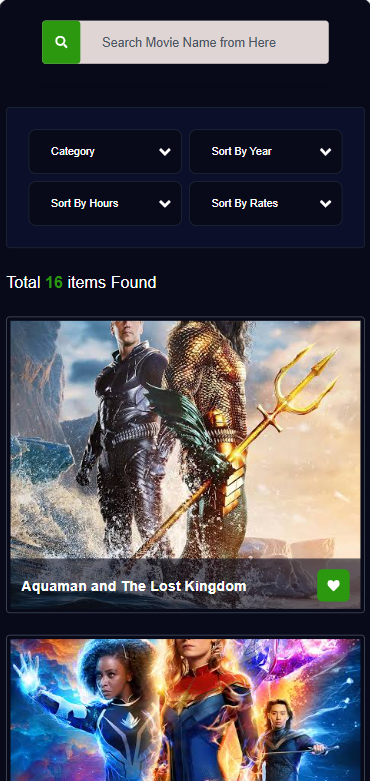 Search Movie Name from Here
Category
Sort By Year
Sort By Hours
Sort By Rates
Total 16 items Found
Aquaman and The Lost Kingdom